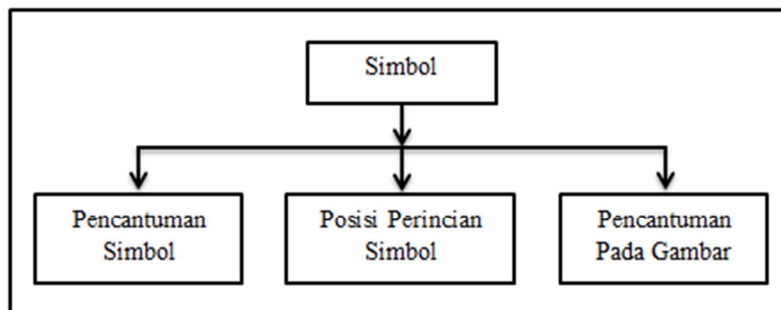 Simbol
Pencantuman
Simbol
Posisi Perincian
Simbol
Pencantuman
Pada Gambar